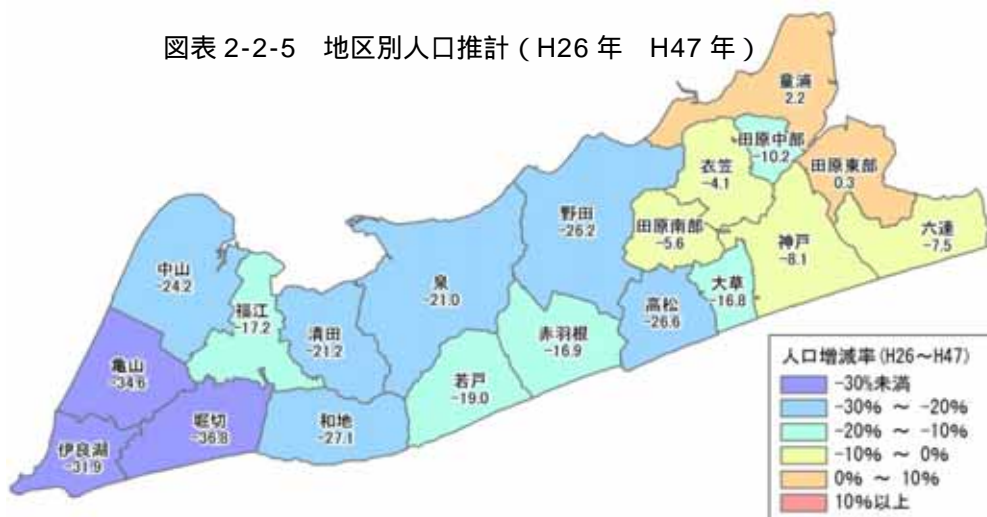 図表 2-2-5 地区別人口推計（H26 年 H47 年）
童浦
2.2
田原中部
-10.2
田原東部
0.3
衣笠
-4.1
野田
-26.2
田原南部
-5.6
六連
-7.5
神戸
-8.1
中山
-24.2
泉
-21.0
大草
-16.8
福江
-17.2
清田
-21.2
高松
-26.6
赤羽根
-16.9
亀山
-34.6
若戸
-19.0
堀切
-36.8
和地
-27.1
伊良湖
-31.9
人口増減率(H26～H47)
-30%未満
-30% ～ -20%
-20% ～ -10%
-10% ～ 0%
0% ～ 10%
10%以上